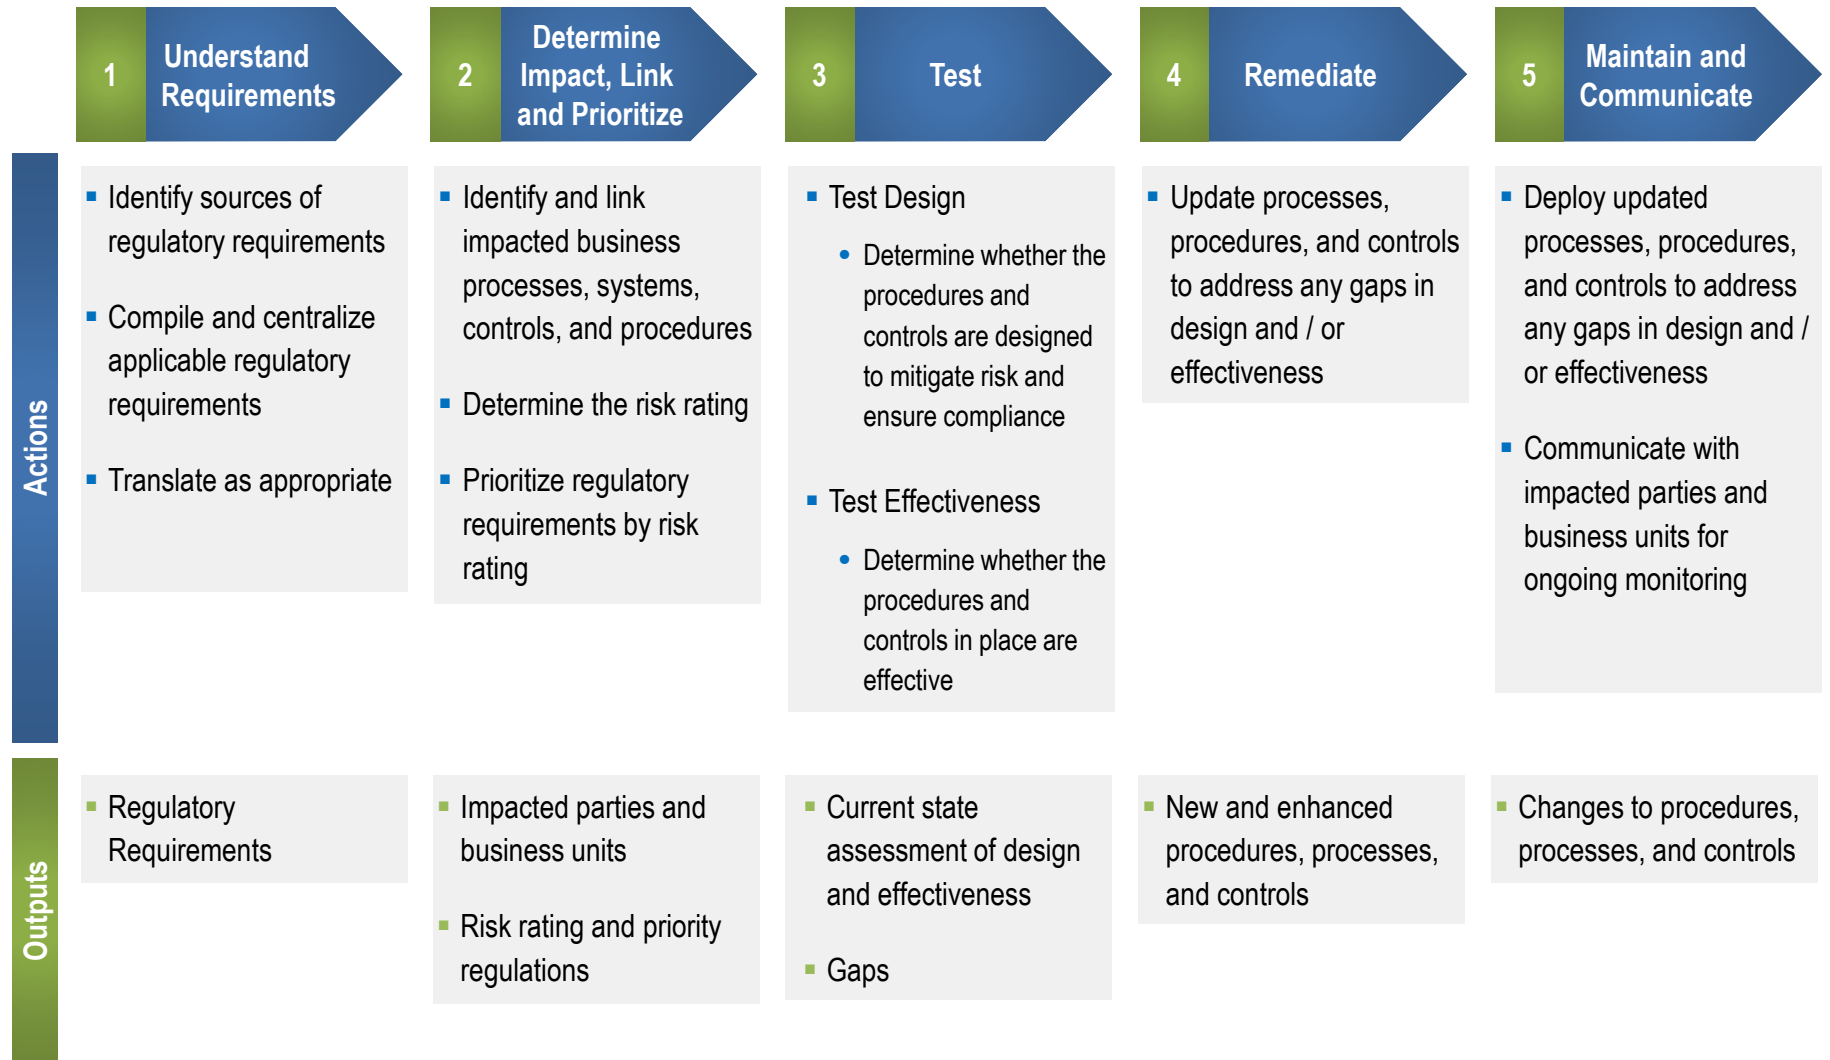 1
Understand
Requirements
2
Determine
Impact, Link
and Prioritize
3
Test
4
Remediate
5
Maintain and
Communicate
Actions
Identify sources of
regulatory requirements
Compile and centralize
applicable regulatory
requirements
Translate as appropriate
Identify and link
impacted business
processes, systems,
controls, and procedures
Determine the risk rating
Prioritize regulatory
requirements by risk
rating
Test Design
Determine whether the
procedures and
controls are designed
to mitigate risk and
ensure compliance
Test Effectiveness
Determine whether the
procedures and
controls in place are
effective
Update processes,
procedures, and controls
to address any gaps in
design and / or
effectiveness
Deploy updated
processes, procedures,
and controls to address
any gaps in design and /
or effectiveness
Communicate with
impacted parties and
business units for
ongoing monitoring
Outputs
Regulatory
Requirements
Impacted parties and
business units
Risk rating and priority
regulations
Current state
assessment of design
and effectiveness
Gaps
New and enhanced
procedures, processes,
and controls
Changes to procedures,
processes, and controls